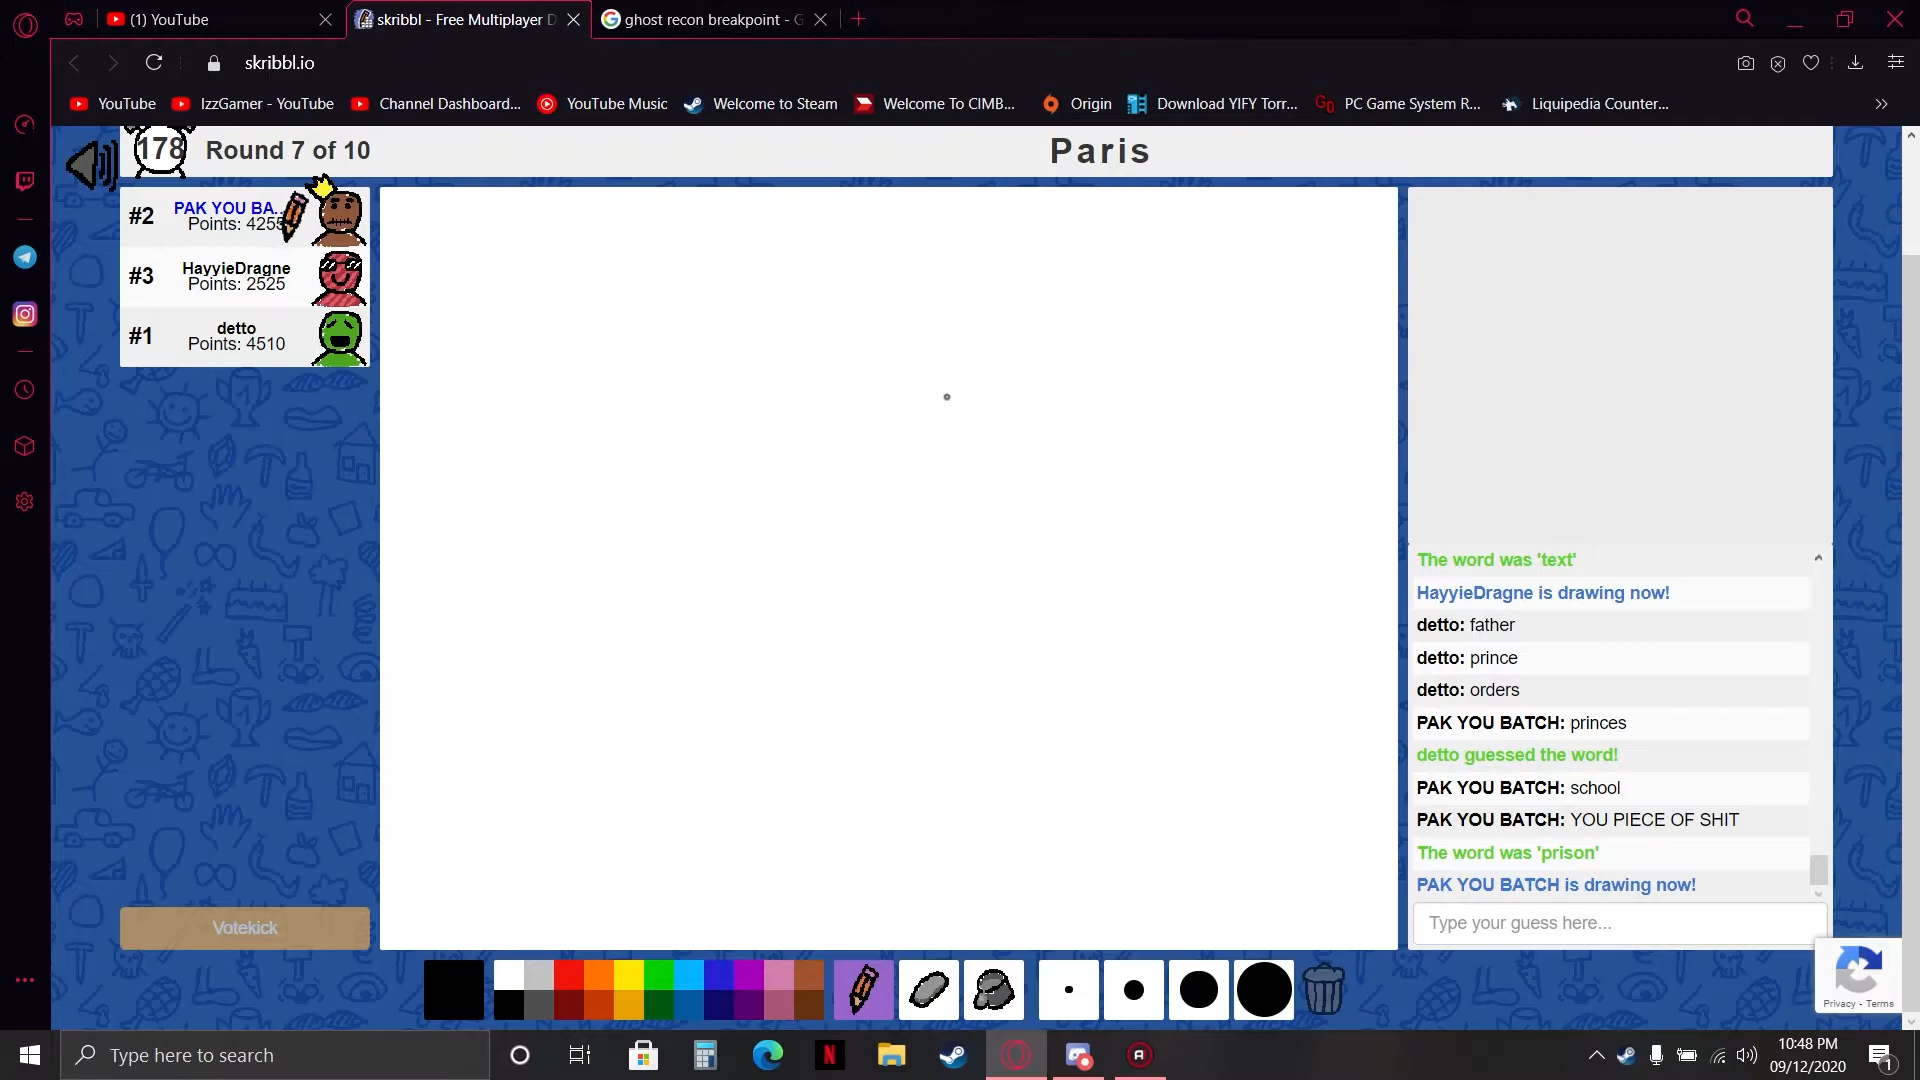 (1) YouTube
skribbl - Free Multiplayer D
ghost recon breakpoint - G
skribbl.io
YouTube
IzzGamer - YouTube
Channel Dashboard...
YouTube Music
Welcome to Steam
Welcome To CIMB...
Origin
Download YIFY Torr...
GD
PC Game System R...
Liquipedia Counter...
178
Round 7 of 10
Paris
#2
PAK YOU BA...
Points: 4255
#3
HayyieDragne
Points: 2525
#1
detto
Points: 4510
Votekick
The word was 'text'
HayyieDragne is drawing now!
detto: father
detto: prince
detto: orders
PAK YOU BATCH: princes
detto guessed the word!
PAK YOU BATCH: school
PAK YOU BATCH: YOU PIECE OF SHIT
The word was 'prison'
PAK YOU BATCH is drawing now!
Type your guess here...
Privacy - Terms
Type here to search
N
A
10:48 PM
09/12/2020
1